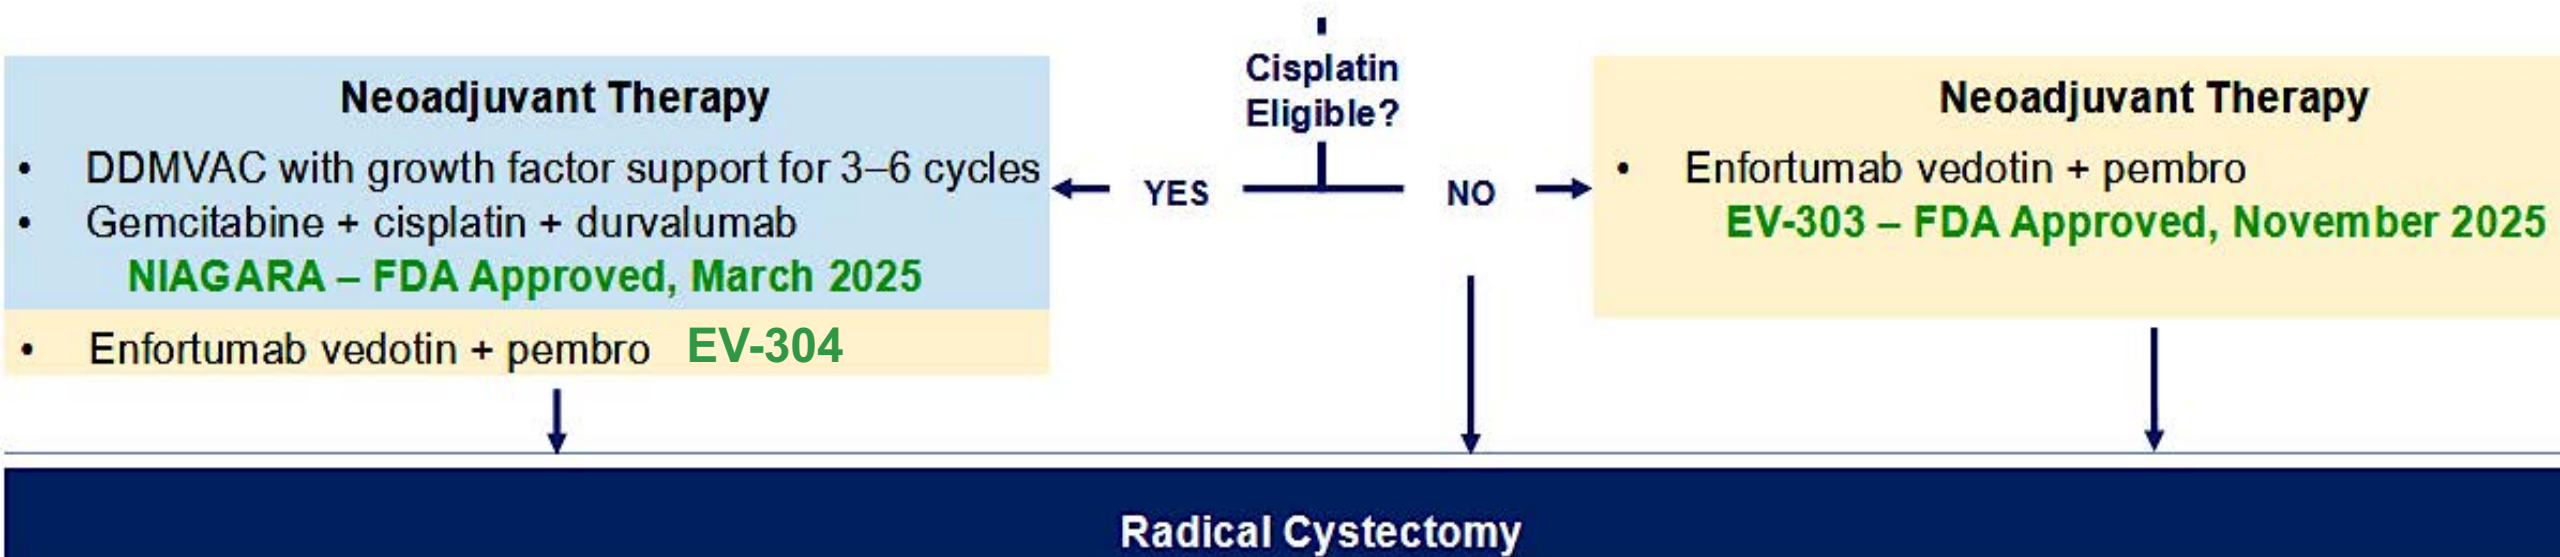 Cisplatin
Eligible?
YES
NO
Neoadjuvant Therapy
• DDMVAC with growth factor support for 3–6 cycles
• Gemcitabine + cisplatin + durvalumab
NIAGARA – FDA Approved, March 2025
• Enfortumab vedotin + pembro EV-304
Neoadjuvant Therapy
• Enfortumab vedotin + pembro
EV-303 – FDA Approved, November 2025
Radical Cystectomy